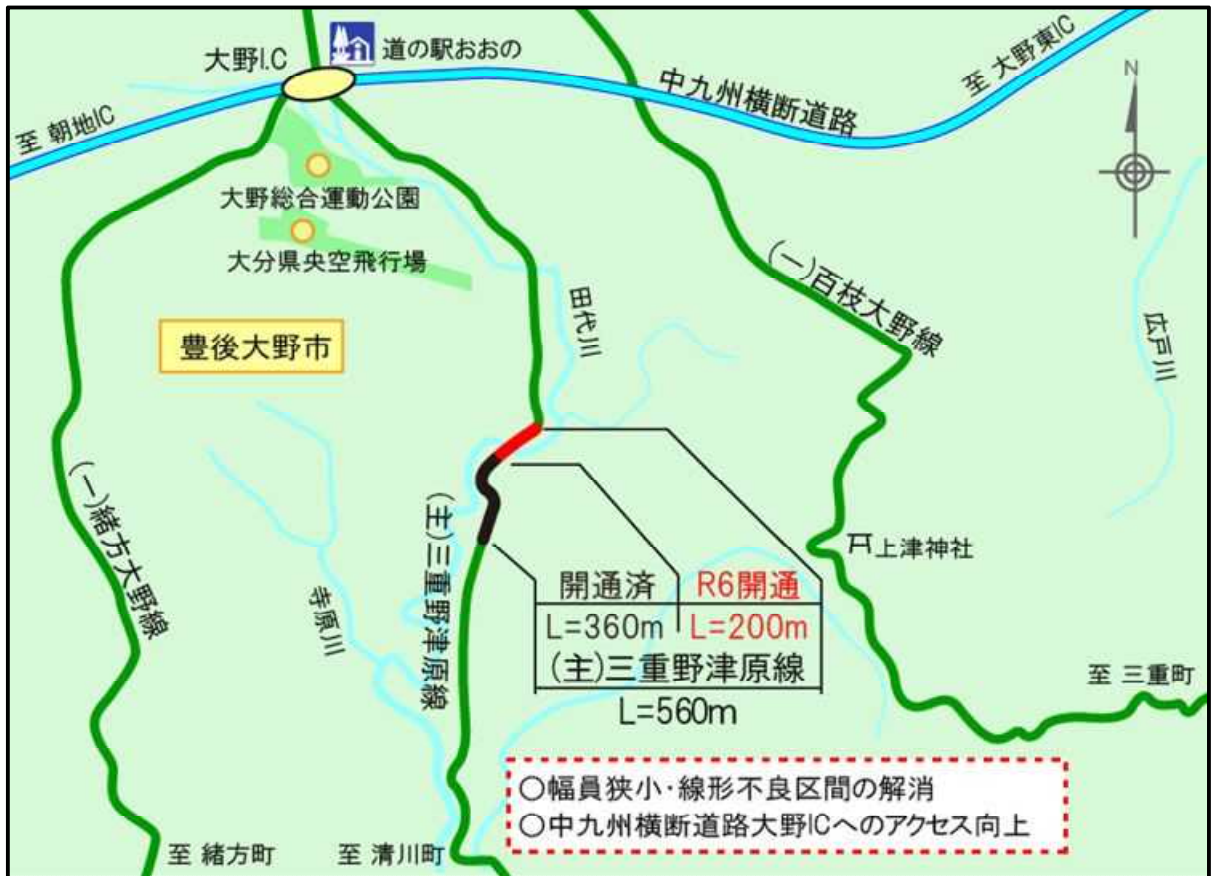 大野I.C
道の駅おおの
中九州横断道路
至 大野東IC
至 朝地IC
N
大野総合運動公園
大分県央空飛行場
(一)百枝大野線
田代川
広戸川
豊後大野市
(一)緒方大野線
(主)三重野津原線
寺原川
上津神社
開通済 R6開通
L=360m L=200m
(主)三重野津原線
L=560m
至 三重町
○幅員狭小・線形不良区間の解消
○中九州横断道路大野ICへのアクセス向上
至 緒方町
至 清川町